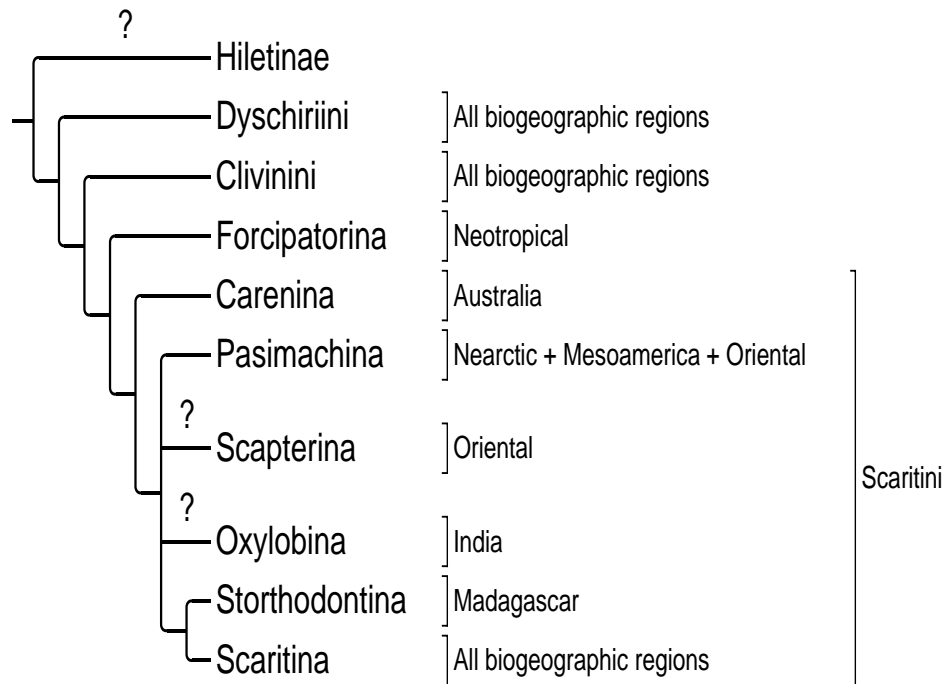 ?
Hiletinae
Dyschiriini All biogeographic regions
Clivinini All biogeographic regions
Forcipatorina Neotropical
Carenina Australia
Pasimachina Nearctic + Mesoamerica + Oriental
?
Scapterina Oriental
Scaritini
?
Oxylobina India
Storthodontina Madagascar
Scaritina All biogeographic regions